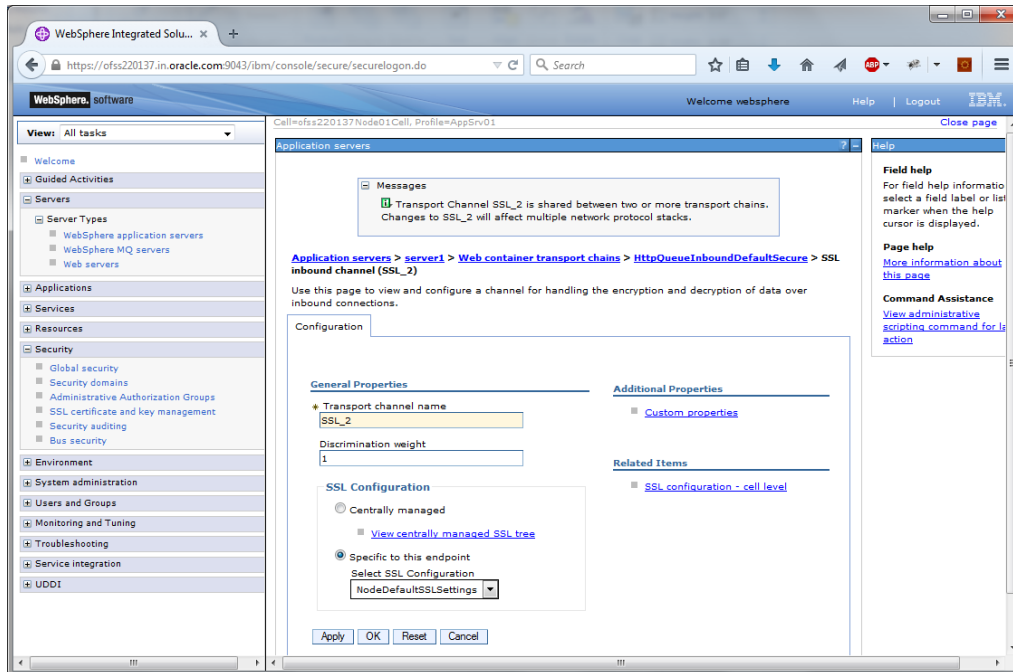 WebSphere Integrated Solu... × +
https://ofss220137.in.oracle.com:9043/ibm/console/secure/securelogon.do
Search
ABP
WebSphere. software
Welcome websphere
Help | Logout
IBM.
View: All tasks
Welcome
Guided Activities
Servers
Server Types
WebSphere application servers
WebSphere MQ servers
Web servers
Applications
Services
Resources
Security
Global security
Security domains
Administrative Authorization Groups
SSL certificate and key management
Security auditing
Bus security
Environment
System administration
Users and Groups
Monitoring and Tuning
Troubleshooting
Service integration
UDDI
Cell=ofss220137Node01Cell, Profile=AppSrv01
Close page
Application servers
? -
Messages
Transport Channel SSL_2 is shared between two or more transport chains.
Changes to SSL_2 will affect multiple network protocol stacks.
Application servers > server1 > Web container transport chains > HttpQueueInboundDefaultSecure > SSL
inbound channel (SSL_2)
Use this page to view and configure a channel for handling the encryption and decryption of data over
inbound connections.
Configuration
General Properties
* Transport channel name
SSL_2
Discrimination weight
1
SSL Configuration
Centrally managed
View centrally managed SSL tree
Specific to this endpoint
Select SSL Configuration
NodeDefaultSSLSettings
Apply OK Reset Cancel
Additional Properties
Custom properties
Related Items
SSL configuration - cell level
Help
Field help
For field help informatio
select a field label or list
marker when the help
cursor is displayed.
Page help
More information about
this page
Command Assistance
View administrative
scripting command for la
action